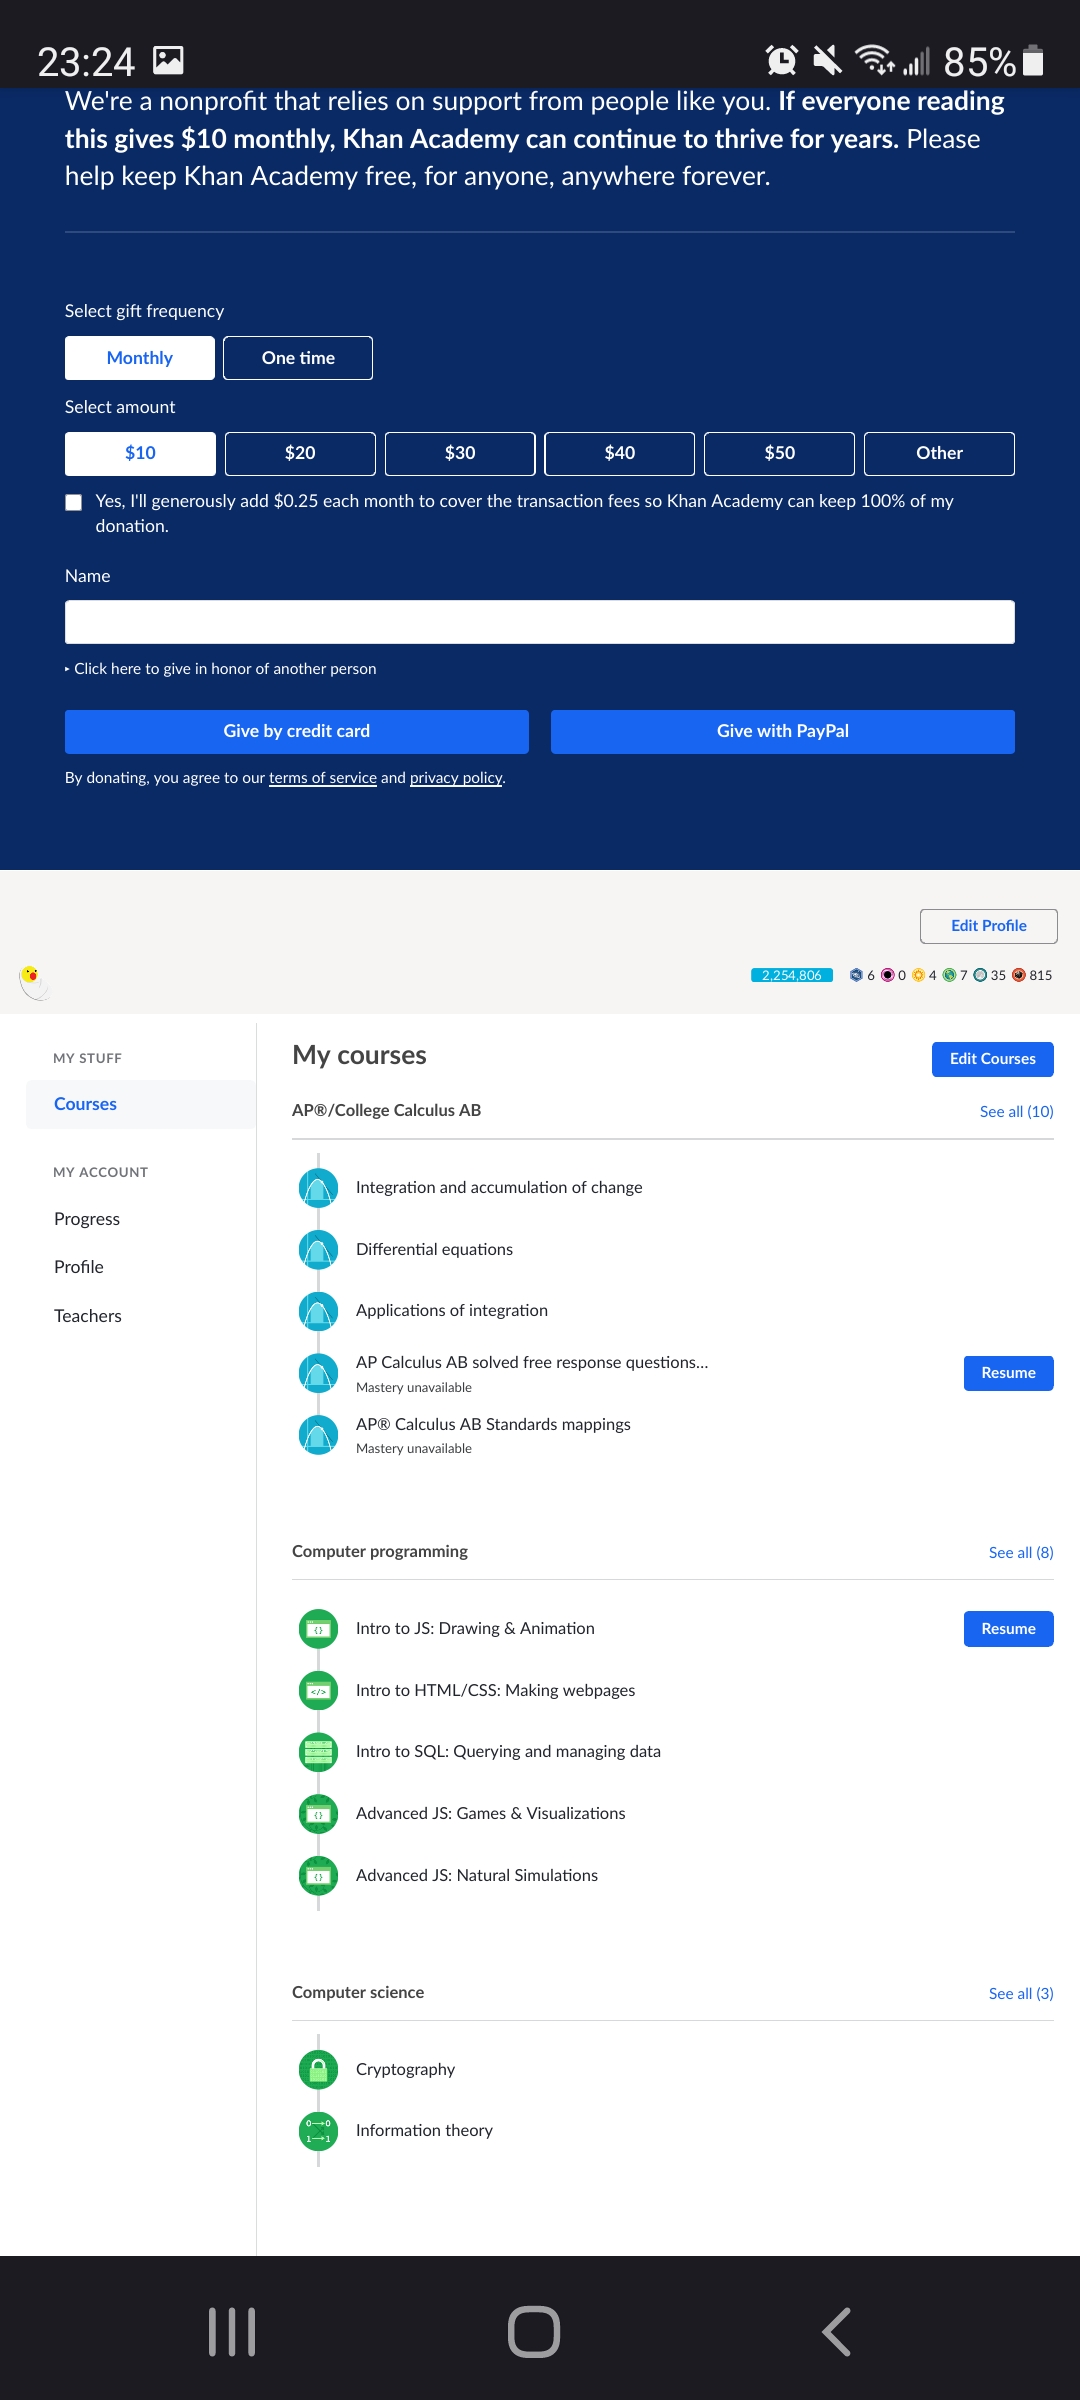 23:24
85%
We're a nonprofit that relies on support from people like you. If everyone reading
this gives $10 monthly, Khan Academy can continue to thrive for years. Please
help keep Khan Academy free, for anyone, anywhere forever.
Select gift frequency
Monthly One time
Select amount
$10 $20 $30 $40 $50 Other
Yes, I'll generously add $0.25 each month to cover the transaction fees so Khan Academy can keep 100% of my
donation.
Name
Click here to give in honor of another person
Give by credit card Give with PayPal
By donating, you agree to our terms of service and privacy policy.
Edit Profile
2,254,806 6 0 4 7 35 815
MY STUFF
Courses
MY ACCOUNT
Progress
Profile
Teachers
My courses
Edit Courses
AP®/College Calculus AB
See all (10)
Integration and accumulation of change
Differential equations
Applications of integration
AP Calculus AB solved free response questions...
Mastery unavailable
Resume
AP® Calculus AB Standards mappings
Mastery unavailable
Computer programming
See all (8)
Intro to JS: Drawing & Animation
Resume
Intro to HTML/CSS: Making webpages
Intro to SQL: Querying and managing data
Advanced JS: Games & Visualizations
Advanced JS: Natural Simulations
Computer science
See all (3)
Cryptography
Information theory